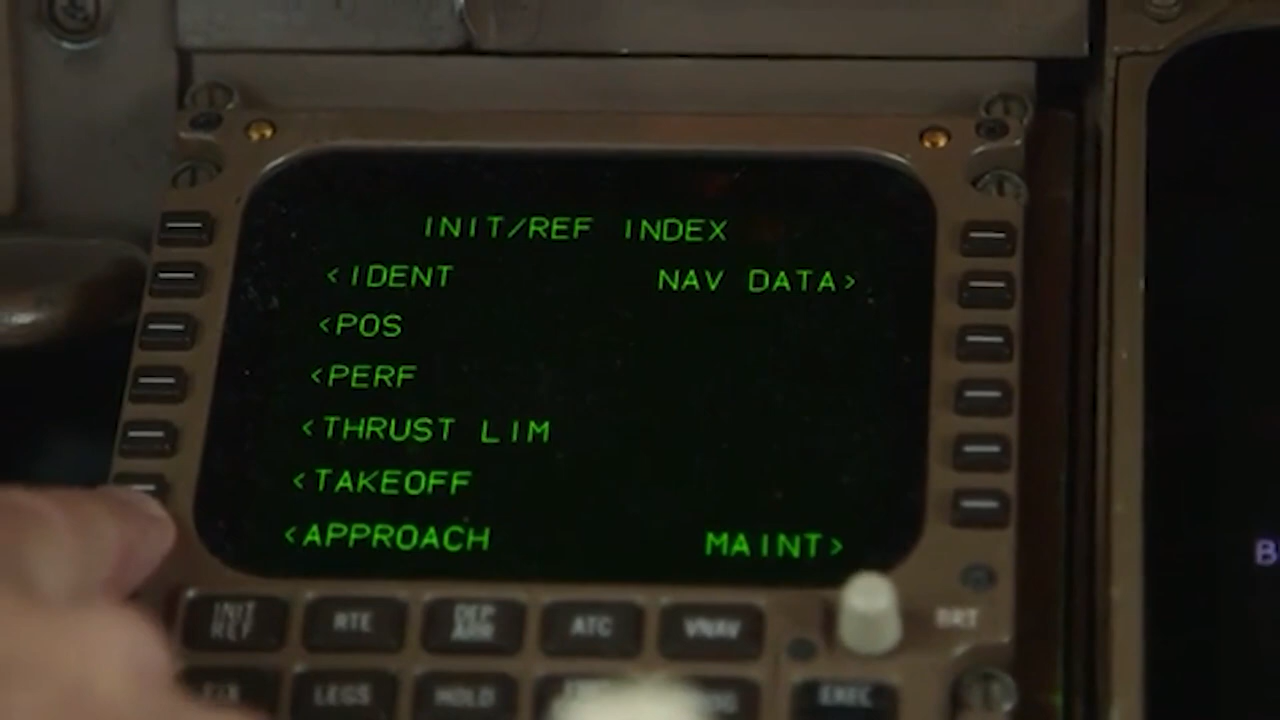 INIT/REF INDEX
<IDENT NAV DATA>
<POS
<PERF
<THRUST LIM
<TAKEOFF
<APPROACH MAINT>
BRT
INIT REF RTE DEP ARR ATC VNAV
FIX LEGS HOLD EXEC